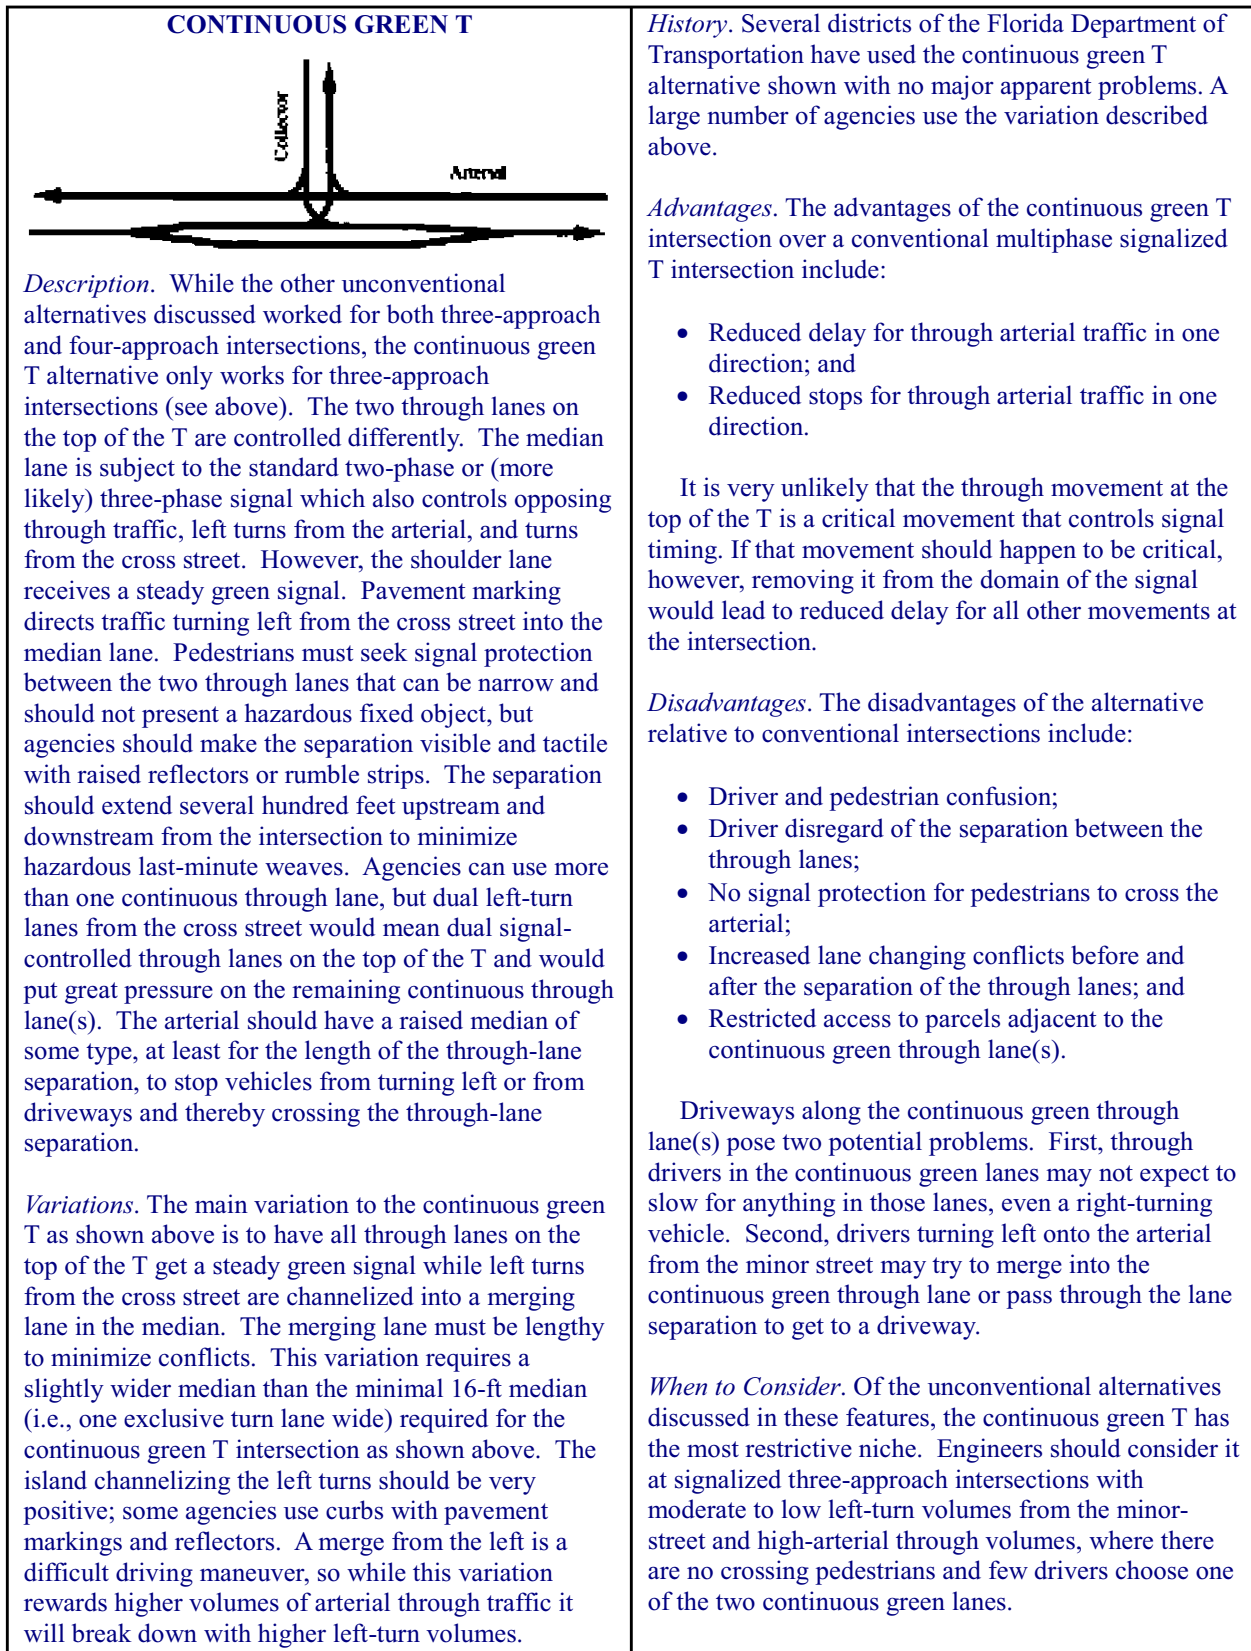 CONTINUOUS GREEN T
Collector
Arterial
Description.  While the other unconventional
alternatives discussed worked for both three-approach
and four-approach intersections, the continuous green
T alternative only works for three-approach
intersections (see above).  The two through lanes on
the top of the T are controlled differently.  The median
lane is subject to the standard two-phase or (more
likely) three-phase signal which also controls opposing
through traffic, left turns from the arterial, and turns
from the cross street.  However, the shoulder lane
receives a steady green signal.  Pavement marking
directs traffic turning left from the cross street into the
median lane.  Pedestrians must seek signal protection
between the two through lanes that can be narrow and
should not present a hazardous fixed object, but
agencies should make the separation visible and tactile
with raised reflectors or rumble strips.  The separation
should extend several hundred feet upstream and
downstream from the intersection to minimize
hazardous last-minute weaves.  Agencies can use more
than one continuous through lane, but dual left-turn
lanes from the cross street would mean dual signal-
controlled through lanes on the top of the T and would
put great pressure on the remaining continuous through
lane(s).  The arterial should have a raised median of
some type, at least for the length of the through-lane
separation, to stop vehicles from turning left or from
driveways and thereby crossing the through-lane
separation.
Variations. The main variation to the continuous green
T as shown above is to have all through lanes on the
top of the T get a steady green signal while left turns
from the cross street are channelized into a merging
lane in the median.  The merging lane must be lengthy
to minimize conflicts.  This variation requires a
slightly wider median than the minimal 16-ft median
(i.e., one exclusive turn lane wide) required for the
continuous green T intersection as shown above.  The
island channelizing the left turns should be very
positive; some agencies use curbs with pavement
markings and reflectors.  A merge from the left is a
difficult driving maneuver, so while this variation
rewards higher volumes of arterial through traffic it
will break down with higher left-turn volumes.
History. Several districts of the Florida Department of
Transportation have used the continuous green T
alternative shown with no major apparent problems. A
large number of agencies use the variation described
above.
Advantages. The advantages of the continuous green T
intersection over a conventional multiphase signalized
T intersection include:
• Reduced delay for through arterial traffic in one
direction; and
• Reduced stops for through arterial traffic in one
direction.
It is very unlikely that the through movement at the
top of the T is a critical movement that controls signal
timing. If that movement should happen to be critical,
however, removing it from the domain of the signal
would lead to reduced delay for all other movements at
the intersection.
Disadvantages. The disadvantages of the alternative
relative to conventional intersections include:
• Driver and pedestrian confusion;
• Driver disregard of the separation between the
through lanes;
• No signal protection for pedestrians to cross the
arterial;
• Increased lane changing conflicts before and
after the separation of the through lanes; and
• Restricted access to parcels adjacent to the
continuous green through lane(s).
Driveways along the continuous green through
lane(s) pose two potential problems.  First, through
drivers in the continuous green lanes may not expect to
slow for anything in those lanes, even a right-turning
vehicle.  Second, drivers turning left onto the arterial
from the minor street may try to merge into the
continuous green through lane or pass through the lane
separation to get to a driveway.
When to Consider. Of the unconventional alternatives
discussed in these features, the continuous green T has
the most restrictive niche.  Engineers should consider it
at signalized three-approach intersections with
moderate to low left-turn volumes from the minor-
street and high-arterial through volumes, where there
are no crossing pedestrians and few drivers choose one
of the two continuous green lanes.